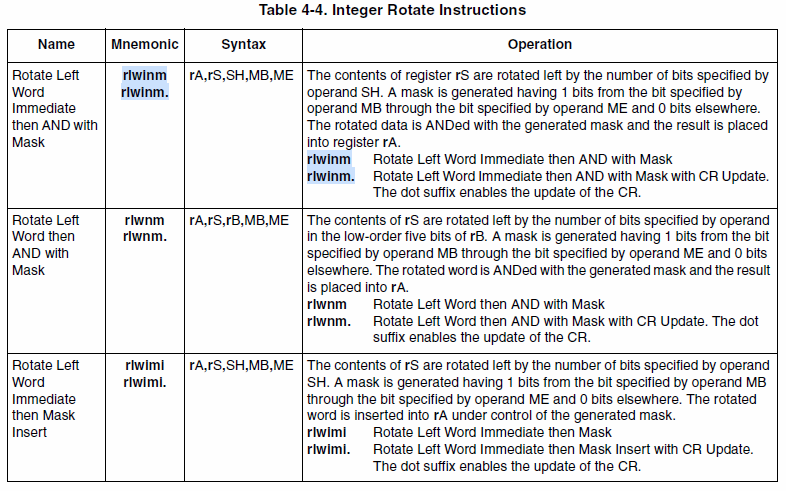 Table 4-4. Integer Rotate Instructions
Name Mnemonic Syntax Operation
Rotate Left
Word
Immediate
then AND with
Mask
rlwinm
rlwinm.
rA,rS,SH,MB,ME
The contents of register rS are rotated left by the number of bits specified by
operand SH. A mask is generated having 1 bits from the bit specified by
operand MB through the bit specified by operand ME and 0 bits elsewhere.
The rotated data is ANDed with the generated mask and the result is placed
into register rA.
rlwinm Rotate Left Word Immediate then AND with Mask
rlwinm. Rotate Left Word Immediate then AND with Mask with CR Update.
The dot suffix enables the update of the CR.
Rotate Left
Word then
AND with
Mask
rlwnm
rlwnm.
rA,rS,rB,MB,ME
The contents of rS are rotated left by the number of bits specified by operand
in the low-order five bits of rB. A mask is generated having 1 bits from the bit
specified by operand MB through the bit specified by operand ME and 0 bits
elsewhere. The rotated word is ANDed with the generated mask and the result
is placed into rA.
rlwnm Rotate Left Word then AND with Mask
rlwnm. Rotate Left Word then AND with Mask with CR Update. The dot
suffix enables the update of the CR.
Rotate Left
Word
Immediate
then Mask
Insert
rlwimi
rlwimi.
rA,rS,SH,MB,ME
The contents of rS are rotated left by the number of bits specified by operand
SH. A mask is generated having 1 bits from the bit specified by operand MB
through the bit specified by operand ME and 0 bits elsewhere. The rotated
word is inserted into rA under control of the generated mask.
rlwimi Rotate Left Word Immediate then Mask
rlwimi. Rotate Left Word Immediate then Mask Insert with CR Update.
The dot suffix enables the update of the CR.